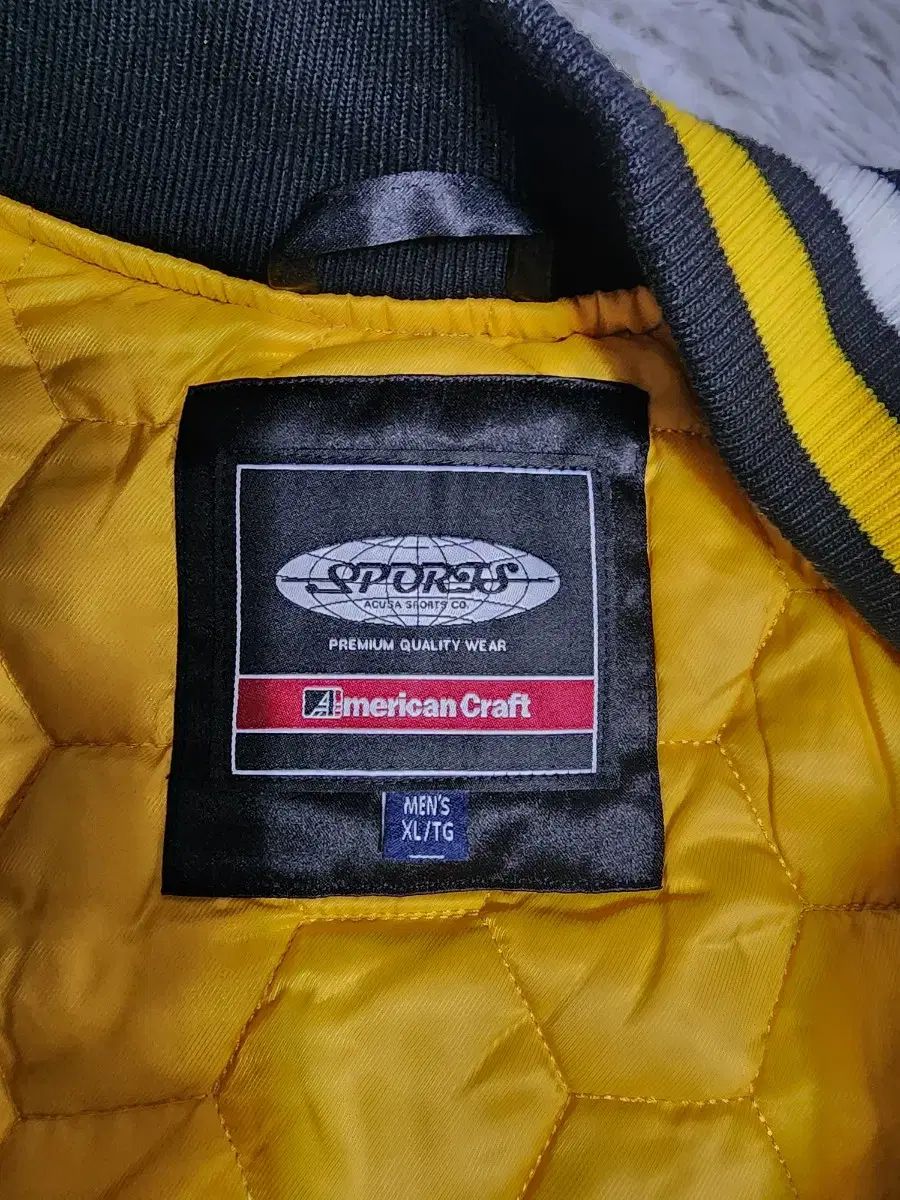 SPORTS
ACUSA SPORTS CO.
PREMIUM QUALITY WEAR
American Craft
MEN'S
XL/TG